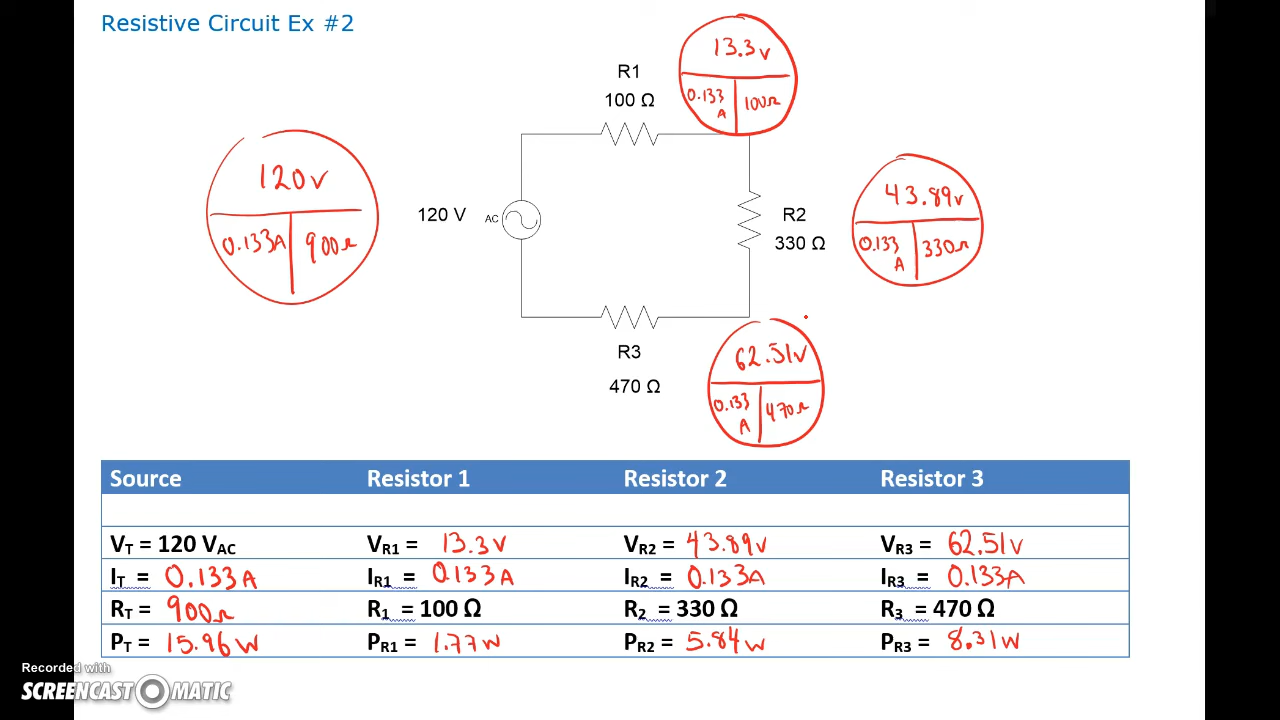 Resistive Circuit Ex #2
13.3v
0.133 A
100Ω
R1
100 Ω
120v
0.133A
900Ω
120 V
AC
R2
330 Ω
43.89v
0.133 A
330Ω
R3
470 Ω
62.51v
0.133 A
470Ω
Source Resistor 1 Resistor 2 Resistor 3
VT = 120 VAC VR1 = 13.3V VR2 = 43.89V VR3 = 62.51V
IT = 0.133A IR1 = 0.133A IR2 = 0.133A IR3 = 0.133A
RT = 900Ω R1 = 100 Ω R2 = 330 Ω R3 = 470 Ω
PT = 15.96W PR1 = 1.77W PR2 = 5.84W PR3 = 8.31W
Recorded with
SCREENCAST-O-MATIC